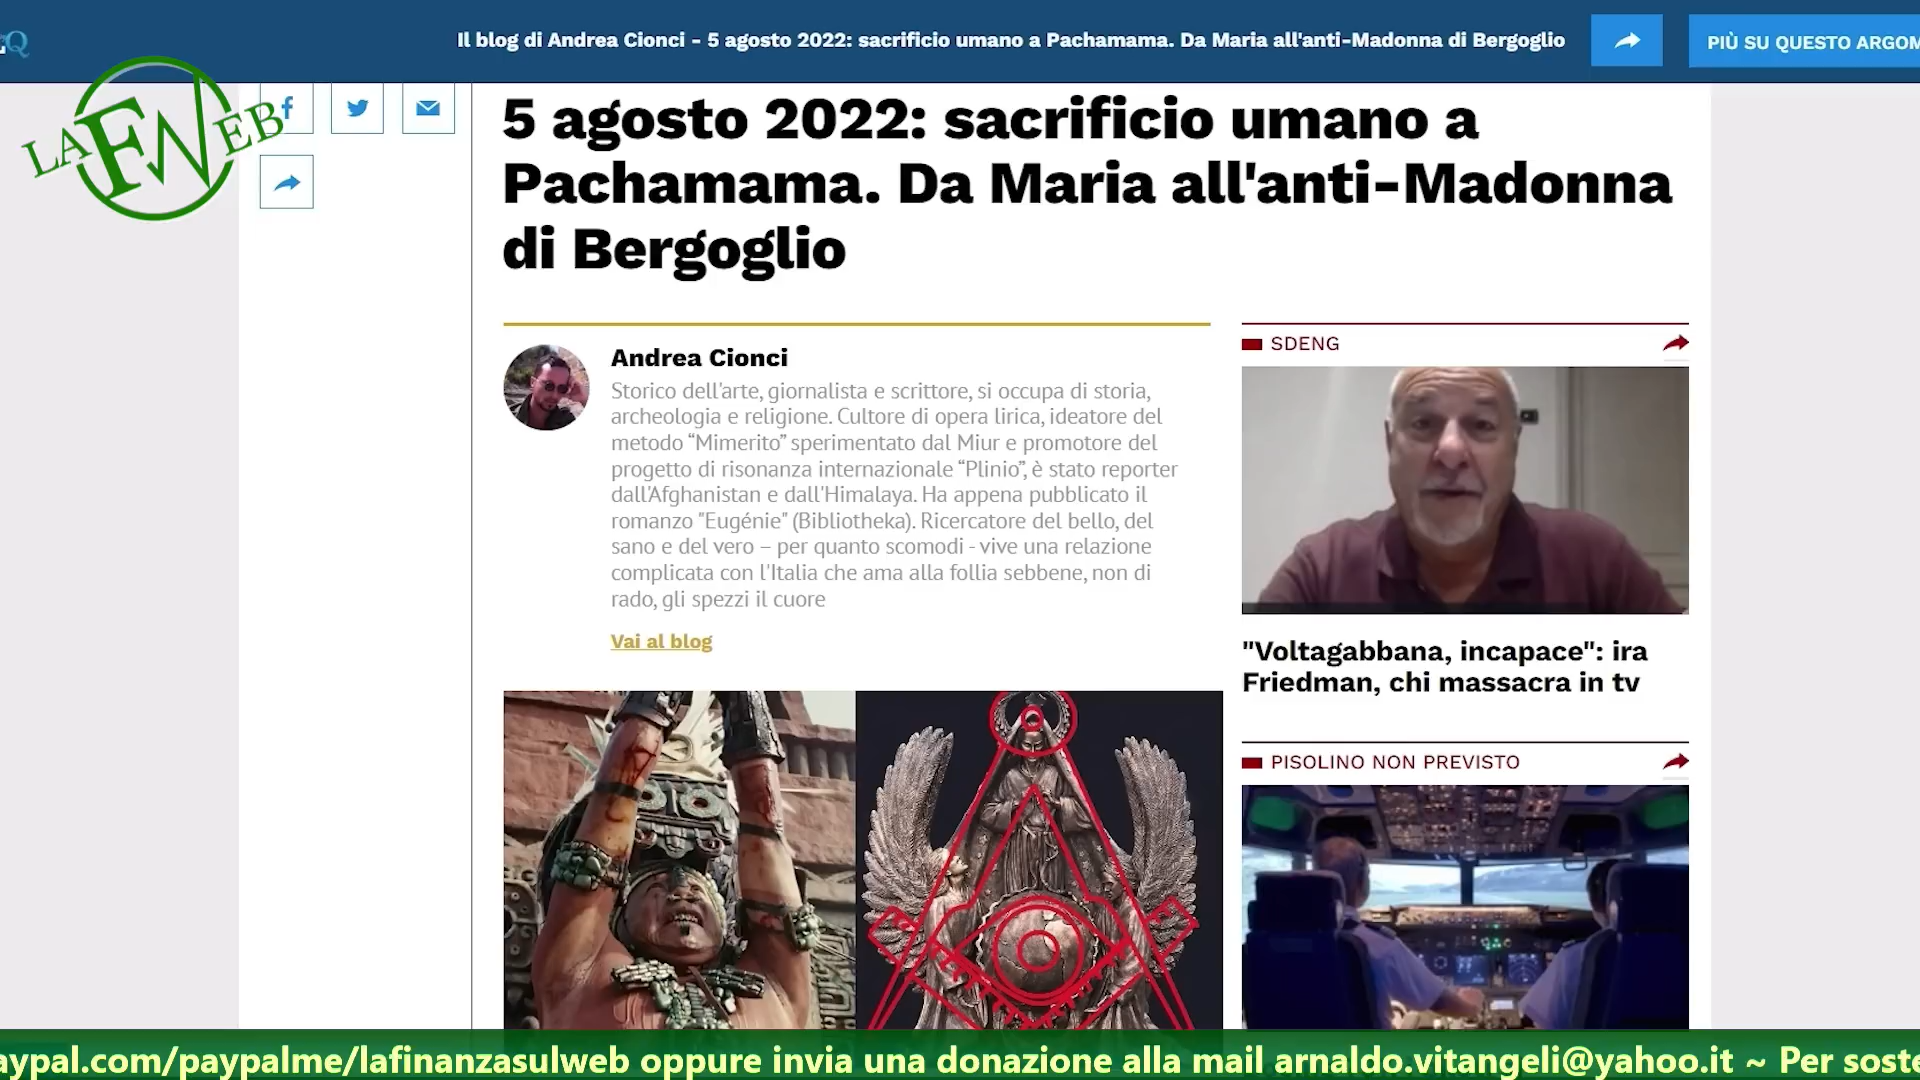 Il blog di Andrea Cionci - 5 agosto 2022: sacrificio umano a Pachamama. Da Maria all'anti-Madonna di Bergoglio
PIÙ SU QUESTO
LA FW WEB
5 agosto 2022: sacrificio umano a
Pachamama. Da Maria all'anti-Madonna
di Bergoglio
Andrea Cionci
Storico dell'arte, giornalista e scrittore, si occupa di storia,
archeologia e religione. Cultore di opera lirica, ideatore del
metodo “Mimerito” sperimentato dal Miur e promotore del
progetto di risonanza internazionale “Plinio”, è stato reporter
dall'Afghanistan e dall'Himalaya. Ha appena pubblicato il
romanzo "Eugénie" (Bibliotheka). Ricercatore del bello, del
sano e del vero – per quanto scomodi - vive una relazione
complicata con l'Italia che ama alla follia sebbene, non di
rado, gli spezzi il cuore
Vai al blog
SDENG
"Voltagabbana, incapace": ira
Friedman, chi massacra in tv
PISOLINO NON PREVISTO
aypal.com/paypalme/lafinanzasulweb oppure invia una donazione alla mail arnaldo.vitangeli@yahoo.it ~ Per soste